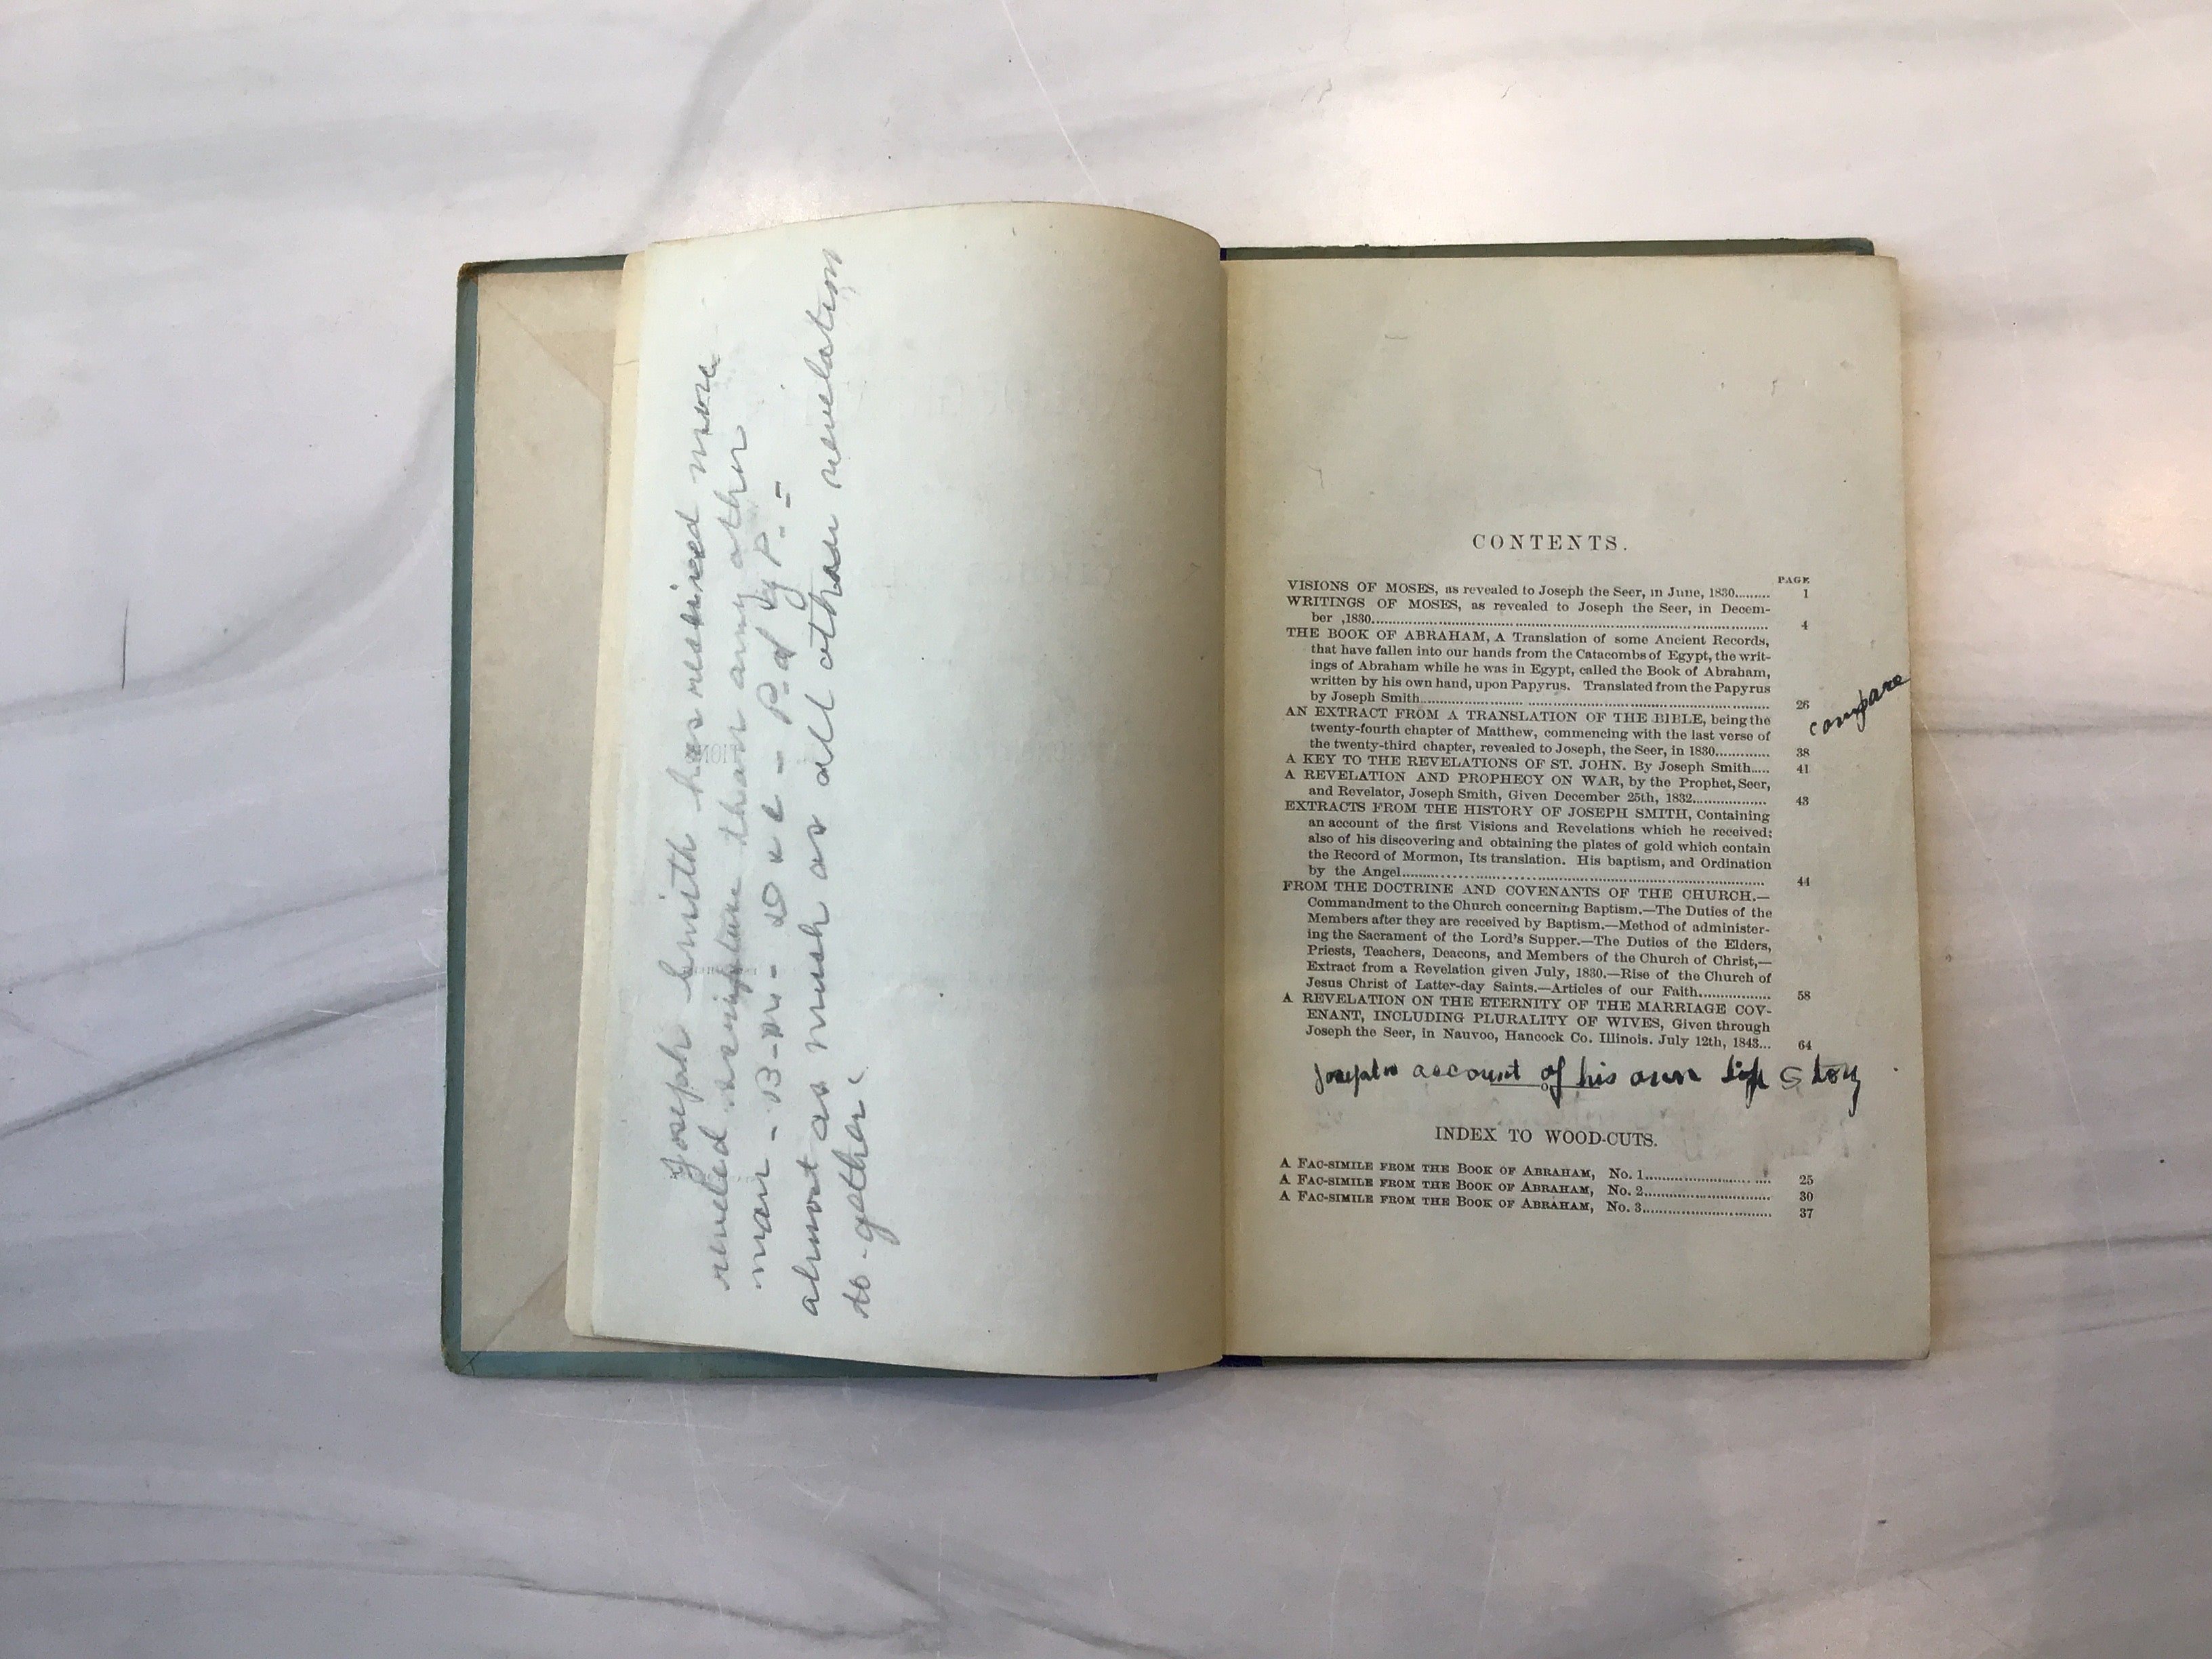 Joseph Smith has received more
reveled scripture than any other
man - B-M- D & C - P of G P. =
almost as much as all other revelation
to-gether.
CONTENTS.
PAGE
VISIONS OF MOSES, as revealed to Joseph the Seer, in June, 1830......... 1
WRITINGS OF MOSES, as revealed to Joseph the Seer, in Decem-
ber ,1830........................................................................ 4
THE BOOK OF ABRAHAM, A Translation of some Ancient Records,
that have fallen into our hands from the Catacombs of Egypt, the writ-
ings of Abraham while he was in Egypt, called the Book of Abraham,
written by his own hand, upon Papyrus. Translated from the Papyrus
by Joseph Smith................................................................ 26
compare
AN EXTRACT FROM A TRANSLATION OF THE BIBLE, being the
twenty-fourth chapter of Matthew, commencing with the last verse of
the twenty-third chapter, revealed to Joseph, the Seer, in 1830............. 38
A KEY TO THE REVELATIONS OF ST. JOHN. By Joseph Smith..... 41
A REVELATION AND PROPHECY ON WAR, by the Prophet, Seer,
and Revelator, Joseph Smith, Given December 25th, 1832.................. 43
EXTRACTS FROM THE HISTORY OF JOSEPH SMITH, Containing
an account of the first Visions and Revelations which he received;
also of his discovering and obtaining the plates of gold which contain
the Record of Mormon, Its translation. His baptism, and Ordination
by the Angel.................................................................... 44
FROM THE DOCTRINE AND COVENANTS OF THE CHURCH.—
Commandment to the Church concerning Baptism.—The Duties of the
Members after they are received by Baptism.—Method of administer-
ing the Sacrament of the Lord's Supper.—The Duties of the Elders,
Priests, Teachers, Deacons, and Members of the Church of Christ,—
Extract from a Revelation given July, 1830.—Rise of the Church of
Jesus Christ of Latter-day Saints.—Articles of our Faith................. 58
A REVELATION ON THE ETERNITY OF THE MARRIAGE COV-
ENANT, INCLUDING PLURALITY OF WIVES, Given through
Joseph the Seer, in Nauvoo, Hancock Co. Illinois. July 12th, 1843... 64
Josephs account of his own life Story
INDEX TO WOOD-CUTS.
A FAC-SIMILE FROM THE BOOK OF ABRAHAM, No. 1........................ .... 25
A FAC-SIMILE FROM THE BOOK OF ABRAHAM, No. 2............................ 30
A FAC-SIMILE FROM THE BOOK OF ABRAHAM, No. 3............................ 37